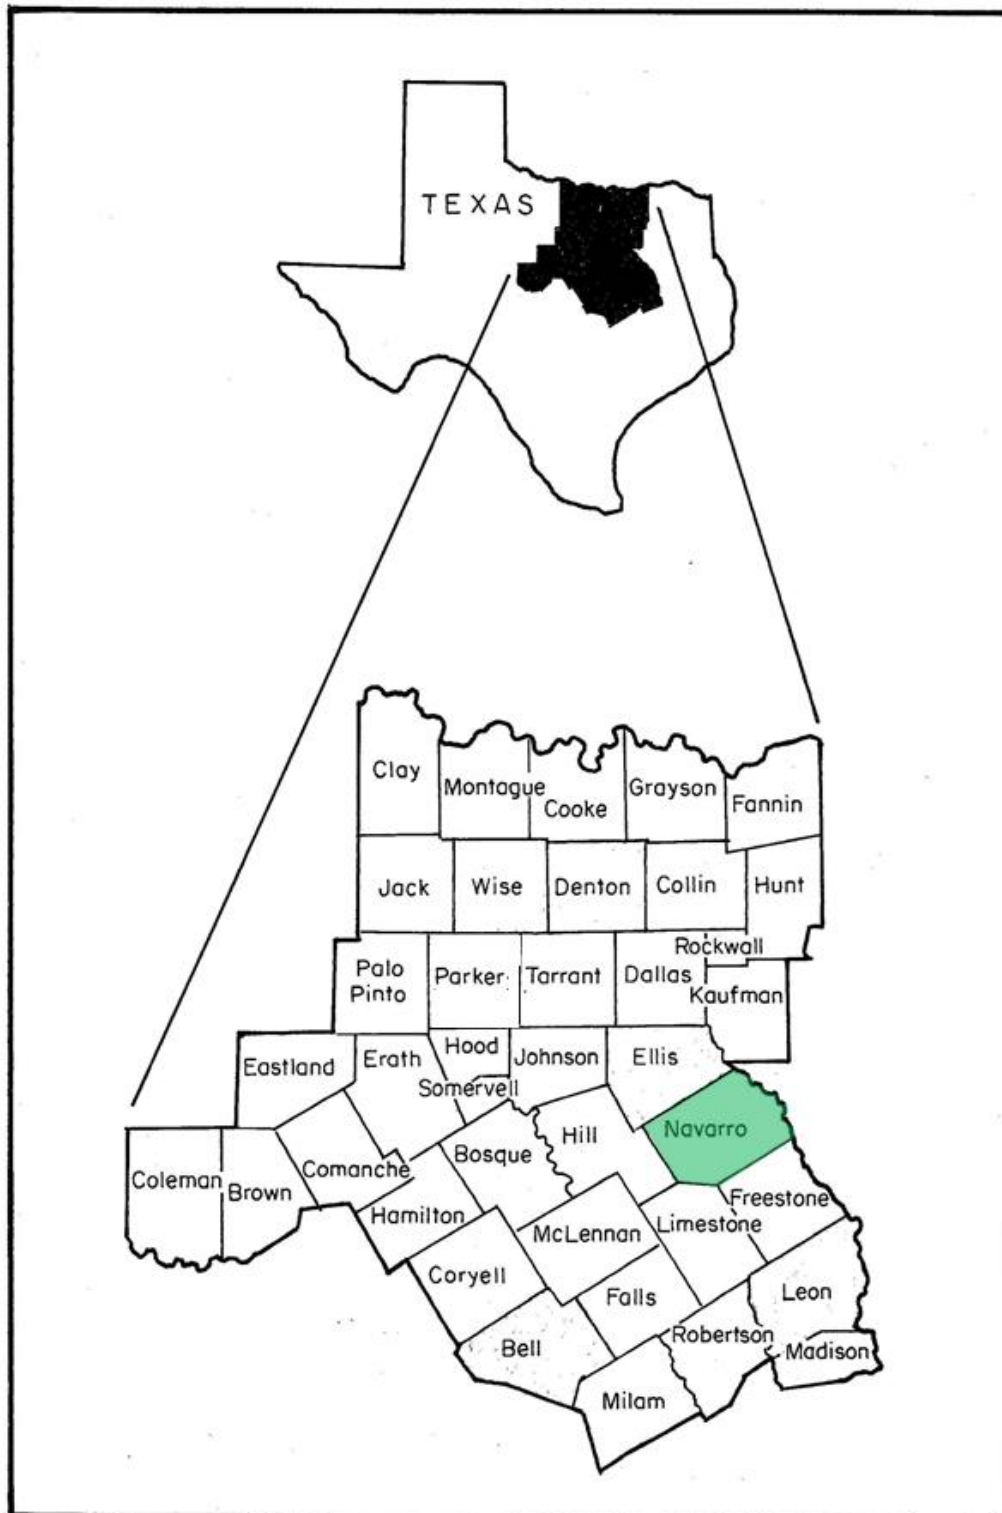 TEXAS
Clay
Montague
Cooke
Grayson
Fannin
Jack
Wise
Denton
Collin
Hunt
Rockwall
Palo
Pinto
Parker
Tarrant
Dallas
Kaufman
Eastland
Erath
Hood
Johnson
Ellis
Somervell
Navarro
Coleman
Brown
Comanche
Bosque
Hill
Hamilton
McLennan
Limestone
Freestone
Coryell
Falls
Leon
Bell
Robertson
Madison
Milam